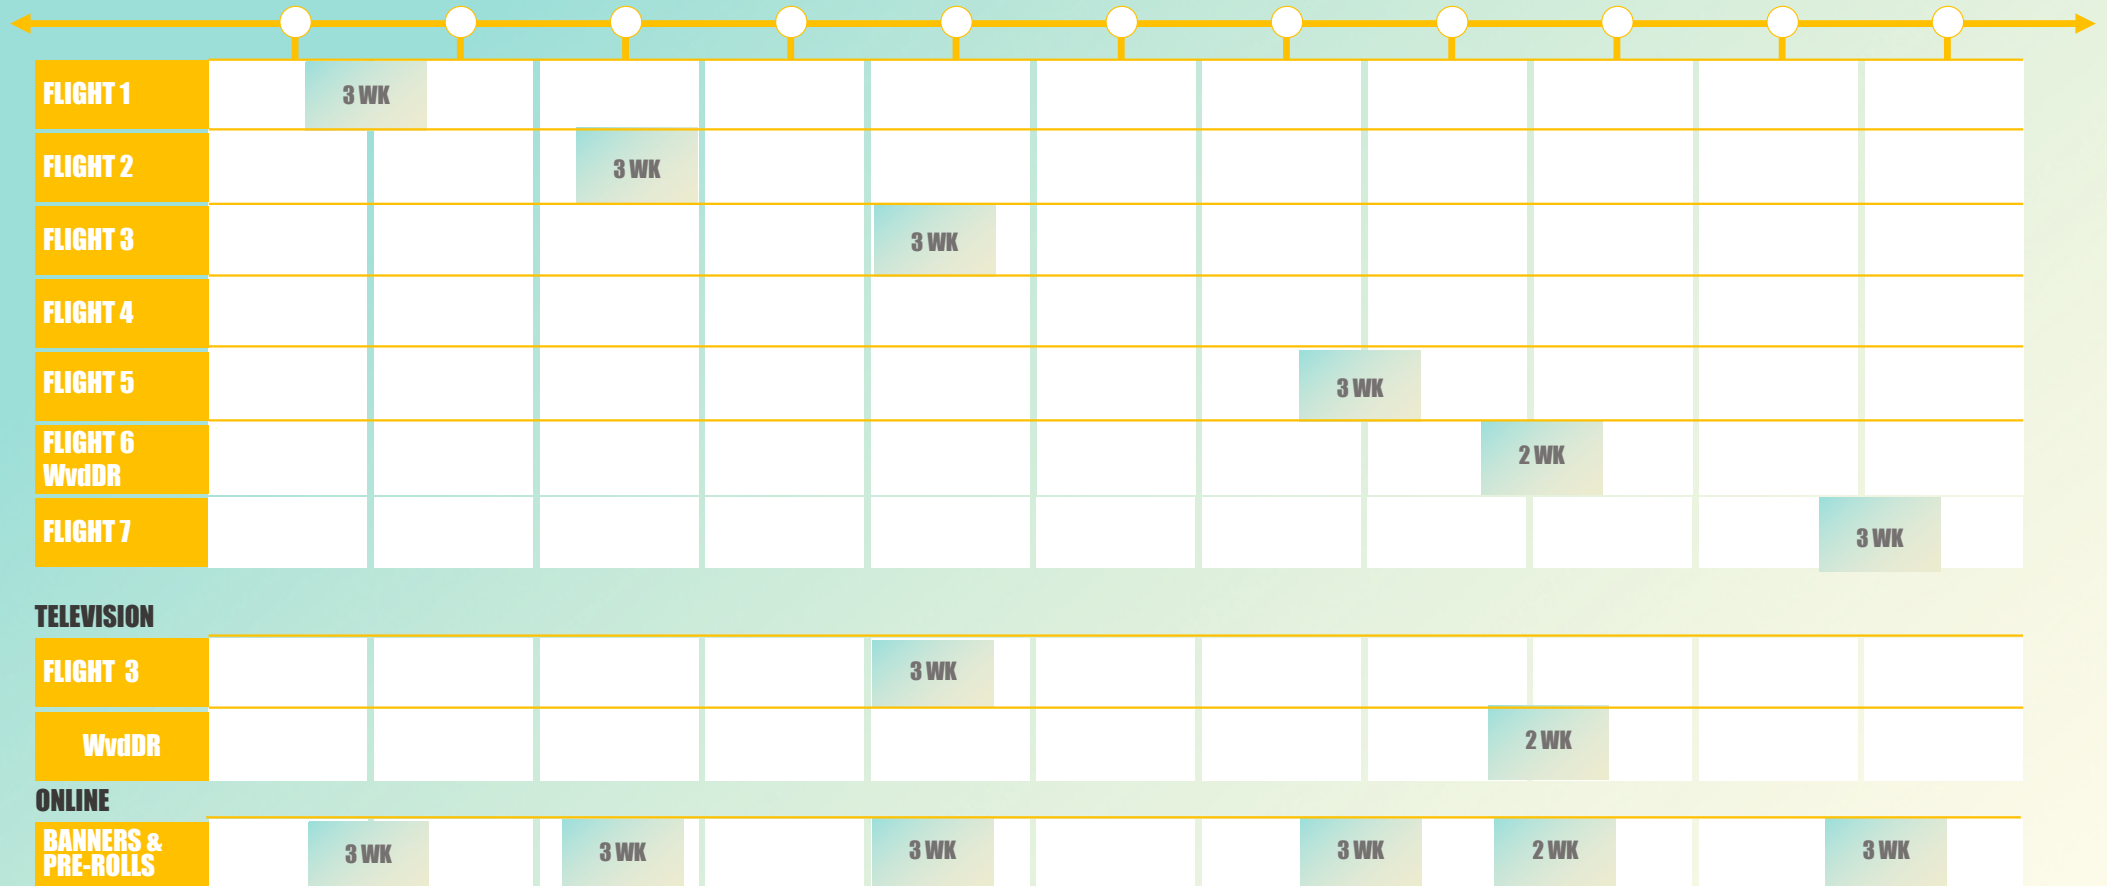 FLIGHT 1
3 WK
FLIGHT 2
3 WK
FLIGHT 3
3 WK
FLIGHT 4
FLIGHT 5
3 WK
FLIGHT 6
WvdDR
2 WK
FLIGHT 7
3 WK
TELEVISION
FLIGHT 3
3 WK
WvdDR
2 WK
ONLINE
BANNERS &
PRE-ROLLS
3 WK 3 WK 3 WK 3 WK 2 WK 3 WK